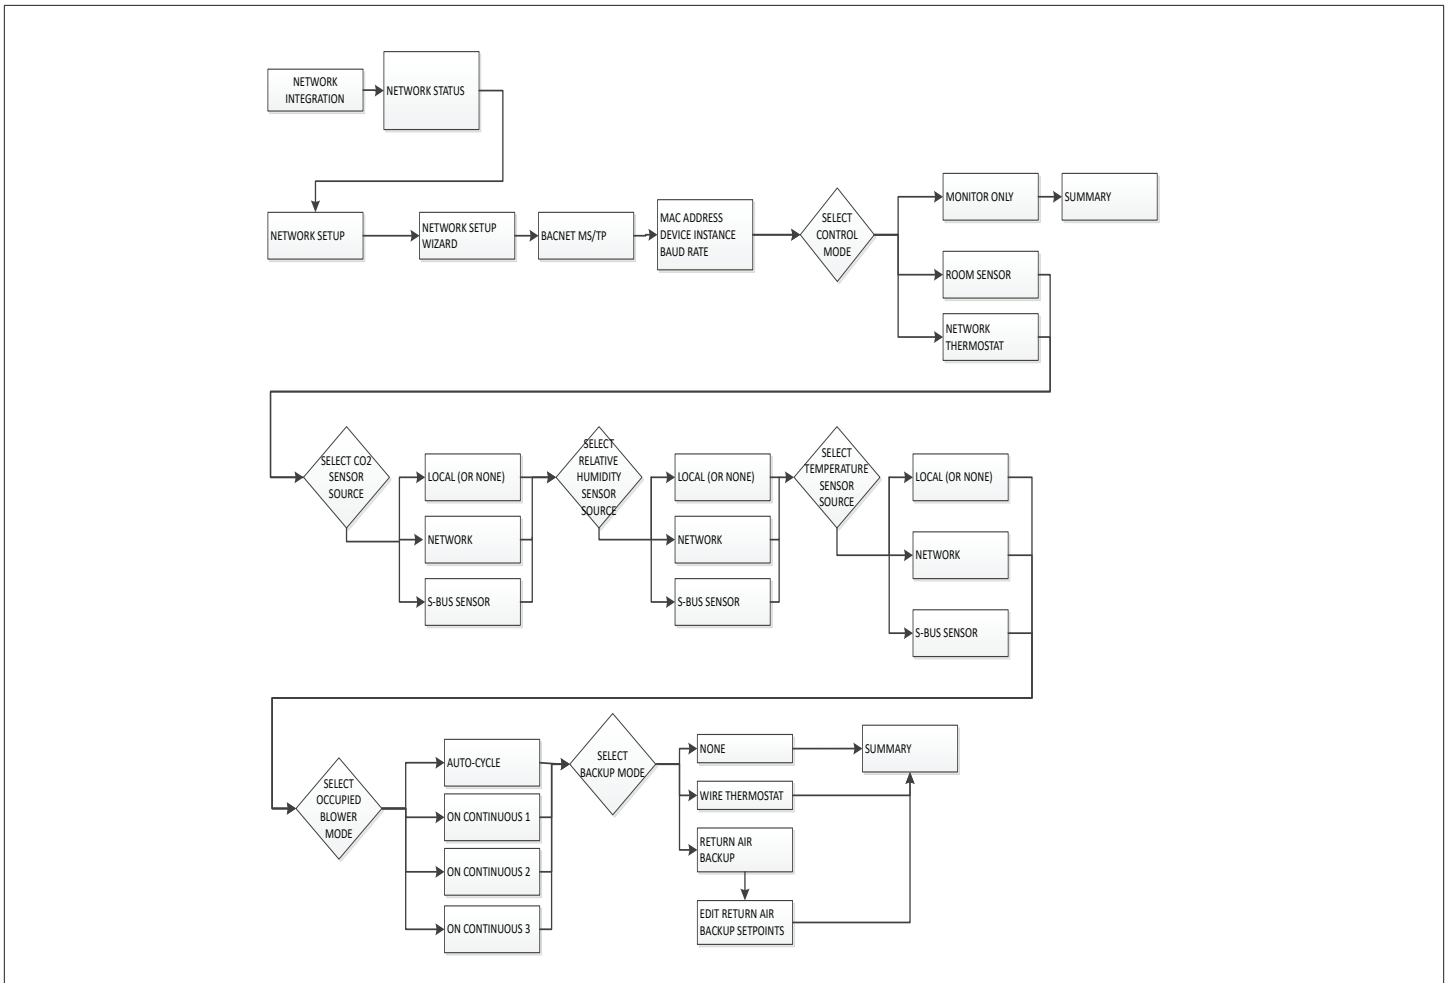 NETWORK
INTEGRATION
NETWORK STATUS
NETWORK SETUP
NETWORK SETUP
WIZARD
BACNET MS/TP
MAC ADDRESS
DEVICE INSTANCE
BAUD RATE
SELECT
CONTROL
MODE
MONITOR ONLY
SUMMARY
ROOM SENSOR
NETWORK
THERMOSTAT
SELECT CO2
SENSOR
SOURCE
LOCAL (OR NONE)
NETWORK
S-BUS SENSOR
SELECT
RELATIVE
HUMIDITY
SENSOR
SOURCE
LOCAL (OR NONE)
NETWORK
S-BUS SENSOR
SELECT
TEMPERATURE
SENSOR
SOURCE
LOCAL (OR NONE)
NETWORK
S-BUS SENSOR
SELECT
OCCUPIED
BLOWER
MODE
AUTO-CYCLE
ON CONTINUOUS 1
ON CONTINUOUS 2
ON CONTINUOUS 3
SELECT
BACKUP MODE
NONE
WIRE THERMOSTAT
RETURN AIR
BACKUP
EDIT RETURN AIR
BACKUP SETPOINTS
SUMMARY